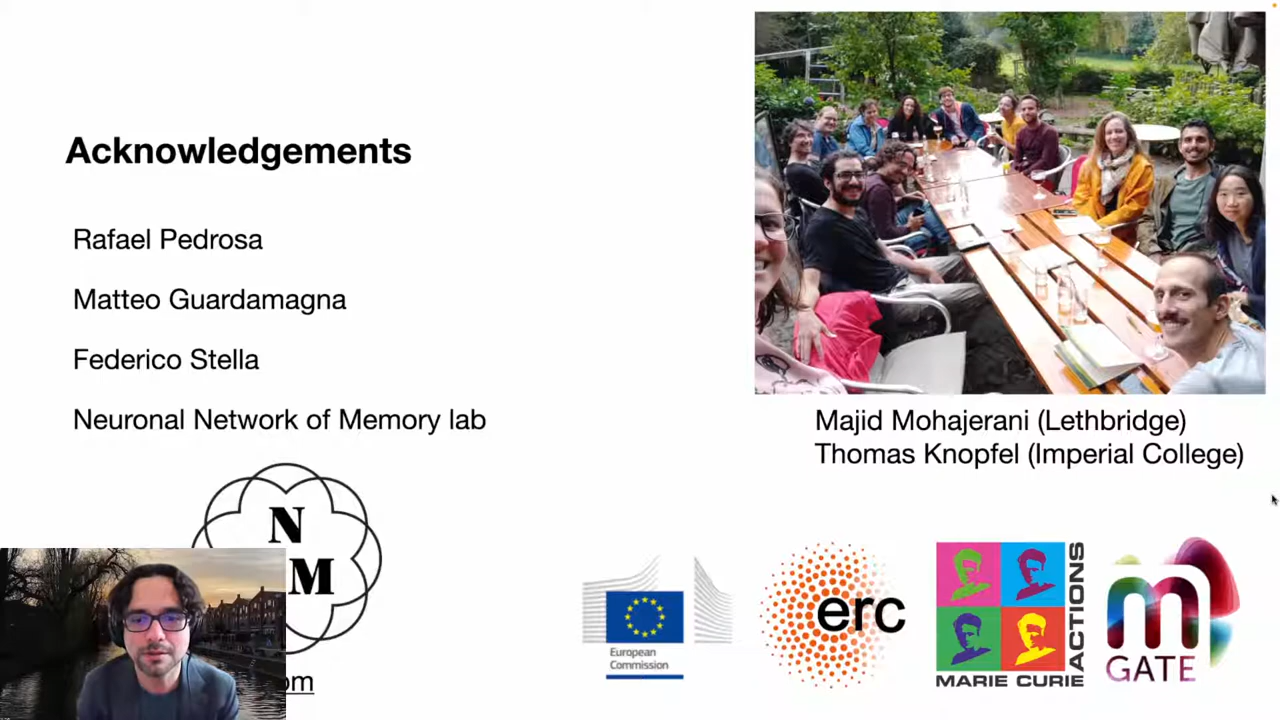 Acknowledgements
Rafael Pedrosa
Matteo Guardamagna
Federico Stella
Neuronal Network of Memory lab
Majid Mohajerani (Lethbridge)
Thomas Knopfel (Imperial College)
N
M
om
European
Commission
erc
MARIE CURIE
ACTIONS
m
GATE